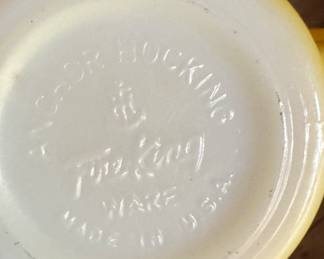 ANCHOR HOCKING
Fire-King
WARE
MADE IN U.S.A.